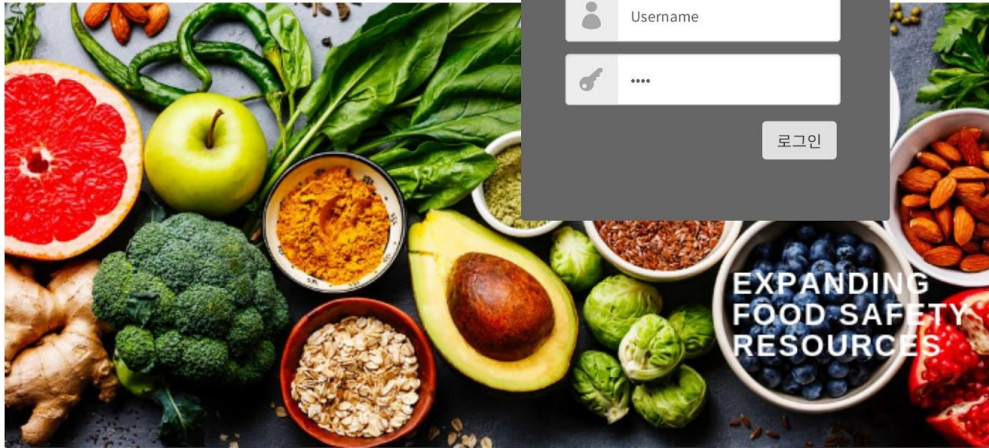 Username
••••
로그인
EXPANDING
FOOD SAFETY
RESOURCES